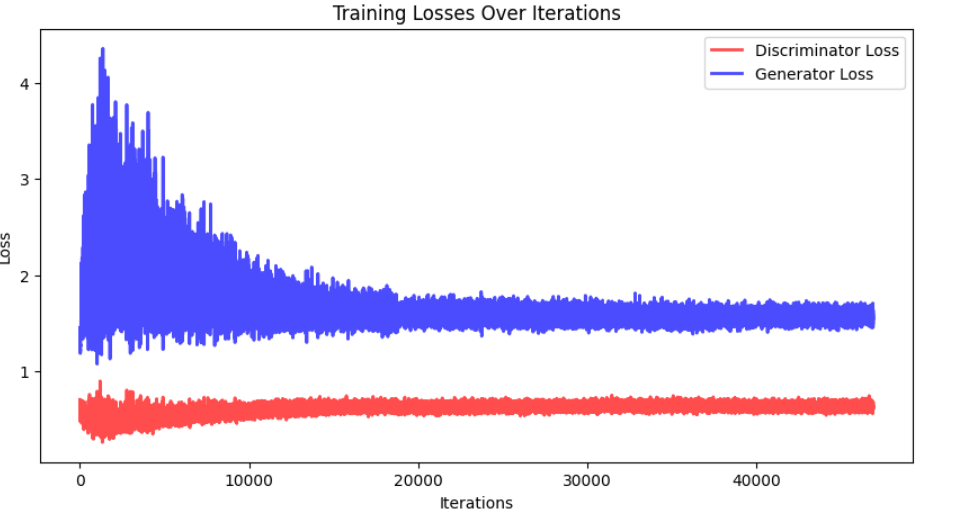 Training Losses Over Iterations
Discriminator Loss
Generator Loss
4
3
2
1
Loss
0
10000
20000
30000
40000
Iterations